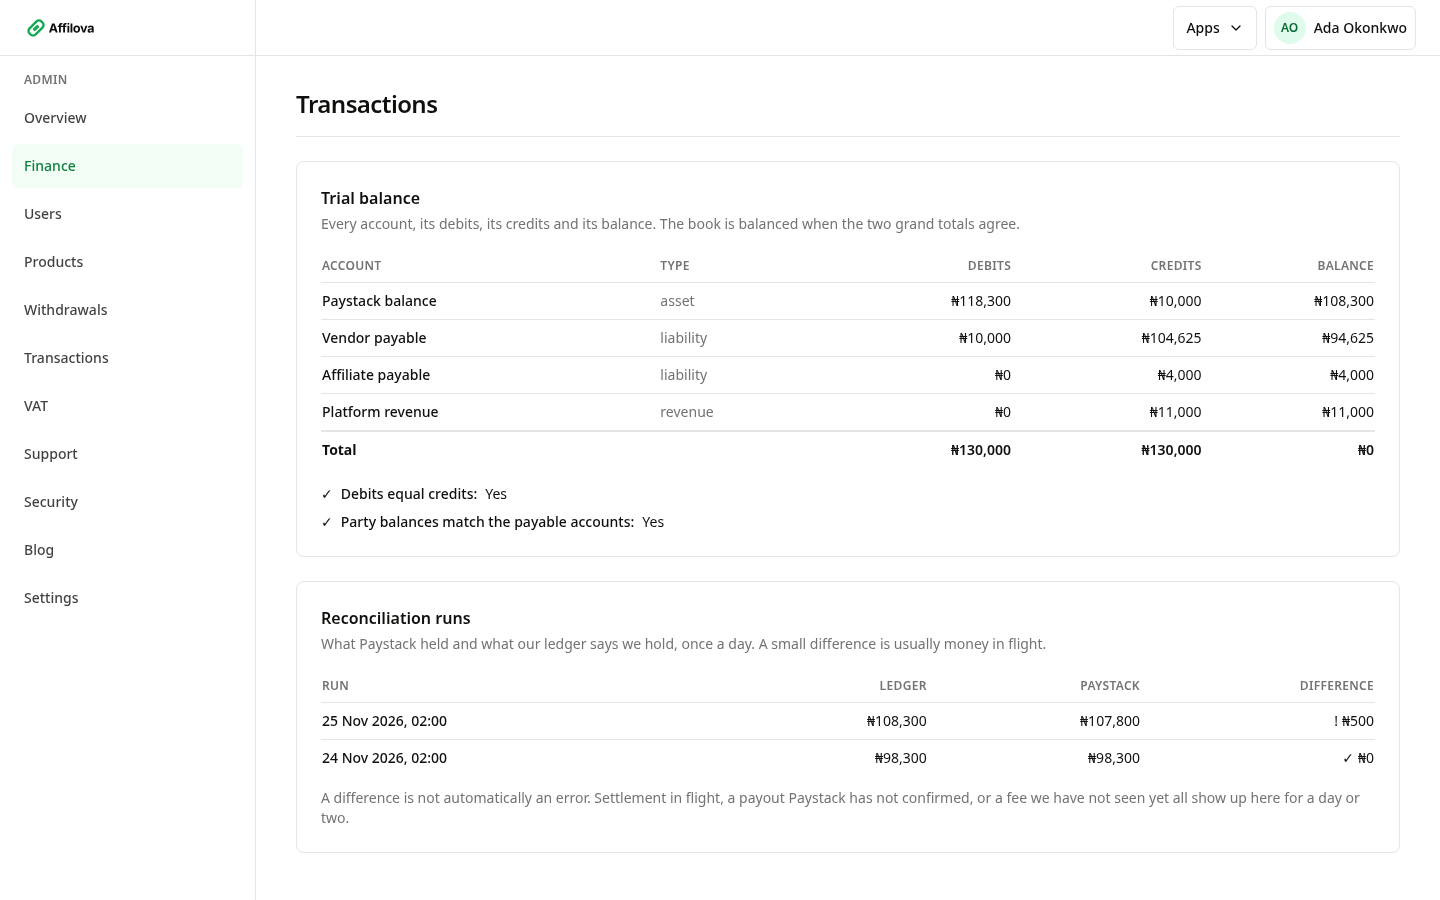 Affilova
Apps
AO
Ada Okonkwo
ADMIN
Overview
Finance
Users
Products
Withdrawals
Transactions
VAT
Support
Security
Blog
Settings
Transactions
Trial balance
Every account, its debits, its credits and its balance. The book is balanced when the two grand totals agree.
ACCOUNT TYPE DEBITS CREDITS BALANCE
Paystack balance asset ₦118,300 ₦10,000 ₦108,300
Vendor payable liability ₦10,000 ₦104,625 ₦94,625
Affiliate payable liability ₦0 ₦4,000 ₦4,000
Platform revenue revenue ₦0 ₦11,000 ₦11,000
Total ₦130,000 ₦130,000 ₦0
✓ Debits equal credits: Yes
✓ Party balances match the payable accounts: Yes
Reconciliation runs
What Paystack held and what our ledger says we hold, once a day. A small difference is usually money in flight.
RUN LEDGER PAYSTACK DIFFERENCE
25 Nov 2026, 02:00 ₦108,300 ₦107,800 ! ₦500
24 Nov 2026, 02:00 ₦98,300 ₦98,300 ✓ ₦0
A difference is not automatically an error. Settlement in flight, a payout Paystack has not confirmed, or a fee we have not seen yet all show up here for a day or
two.